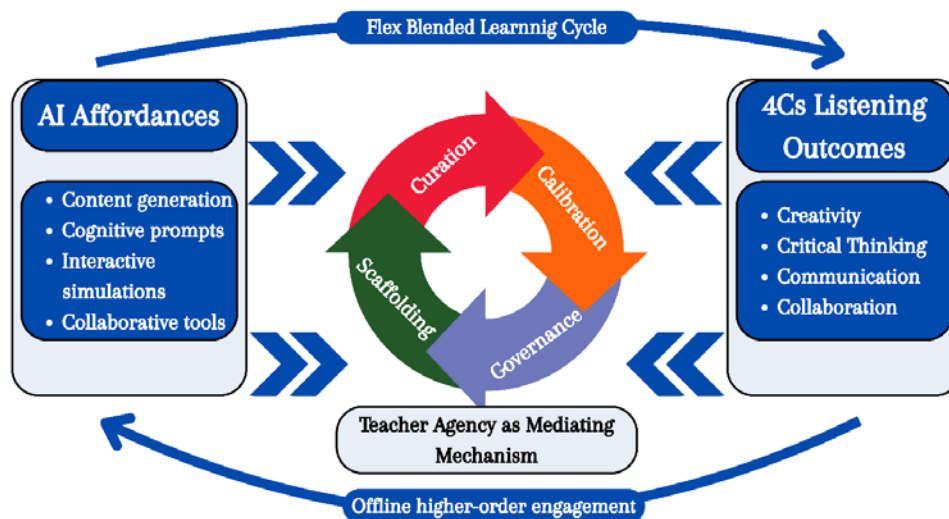 Flex Blended Learnnig Cycle
AI Affordances
• Content generation
• Cognitive prompts
• Interactive
simulations
• Collaborative tools
Curation
Calibration
Governance
Scaffolding
Teacher Agency as Mediating
Mechanism
4Cs Listening
Outcomes
• Creativity
• Critical Thinking
• Communication
• Collaboration
Offline higher-order engagement